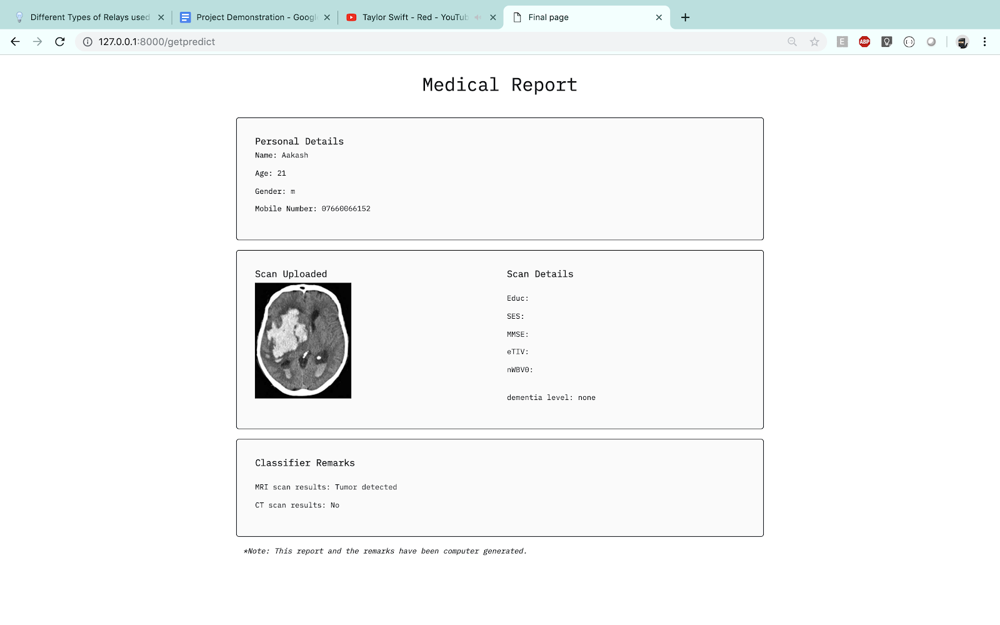 Different Types of Relays used
Project Demonstration - Googl
Taylor Swift - Red - YouTub
Final page
127.0.0.1:8000/getpredict
E
ABP
Medical Report
Personal Details
Name: Aakash
Age: 21
Gender: m
Mobile Number: 07660066152
Scan Uploaded
Scan Details
Educ:
SES:
MMSE:
eTIV:
nWBV0:
dementia level: none
Classifier Remarks
MRI scan results: Tumor detected
CT scan results: No
*Note: This report and the remarks have been computer generated.